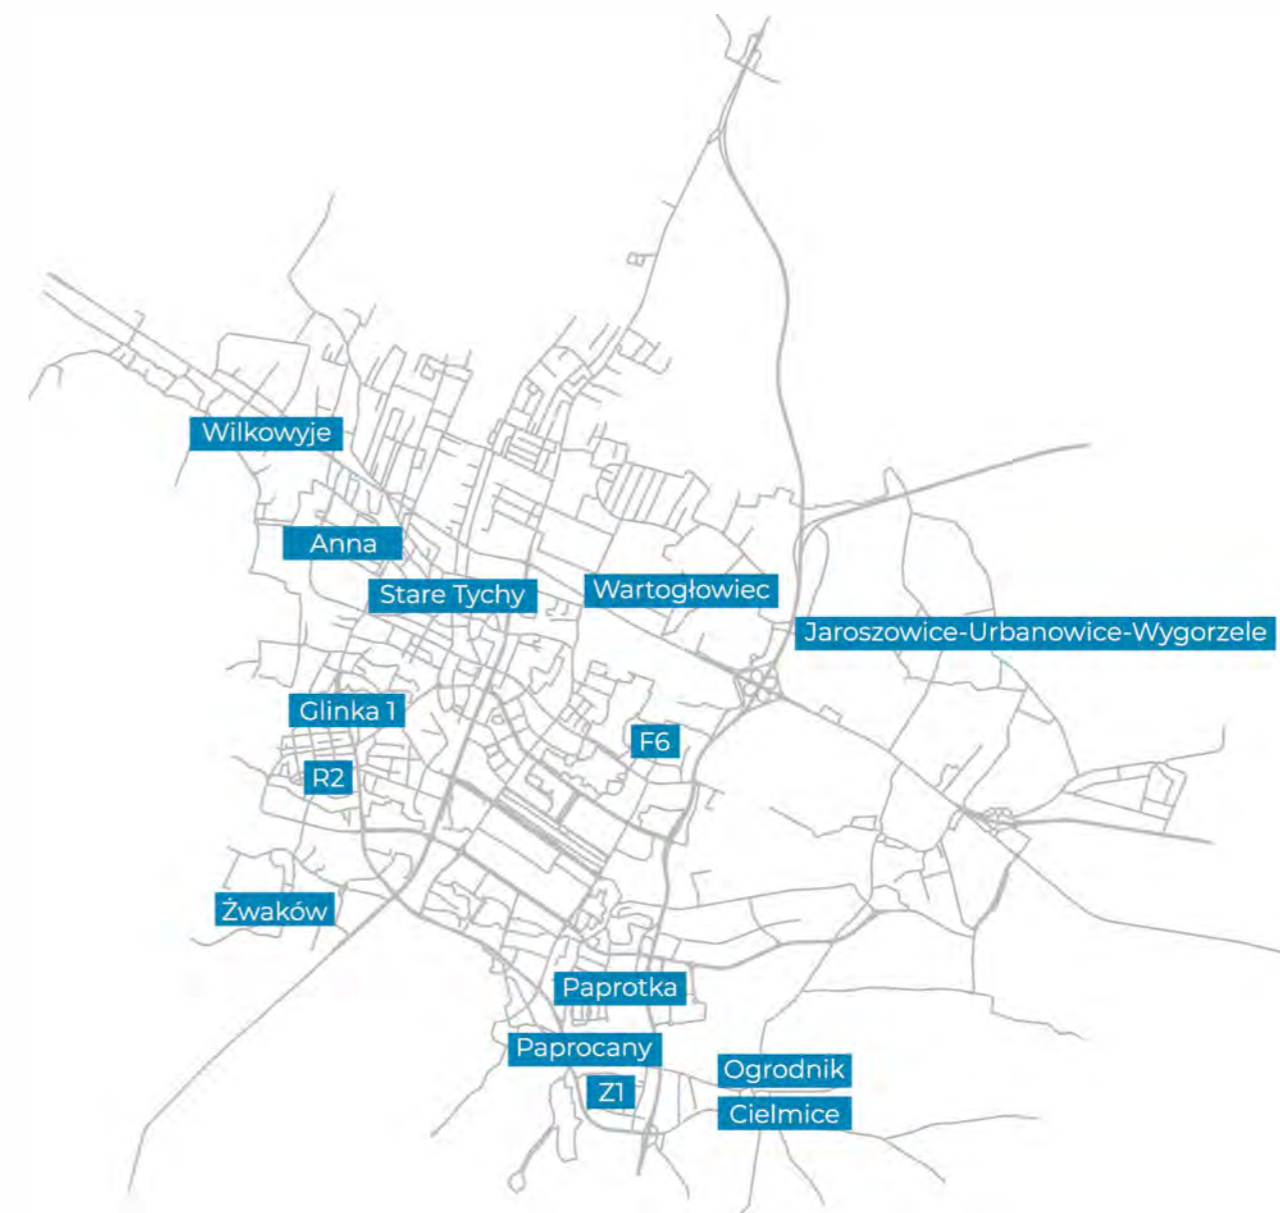 Wilkowyje
Anna
Stare Tychy
Wartogłowiec
Jaroszowice-Urbanowice-Wygorzele
Glinka 1
F6
R2
Żwaków
Paprotka
Paprocany
Ogrodnik
Z1
Cielmice